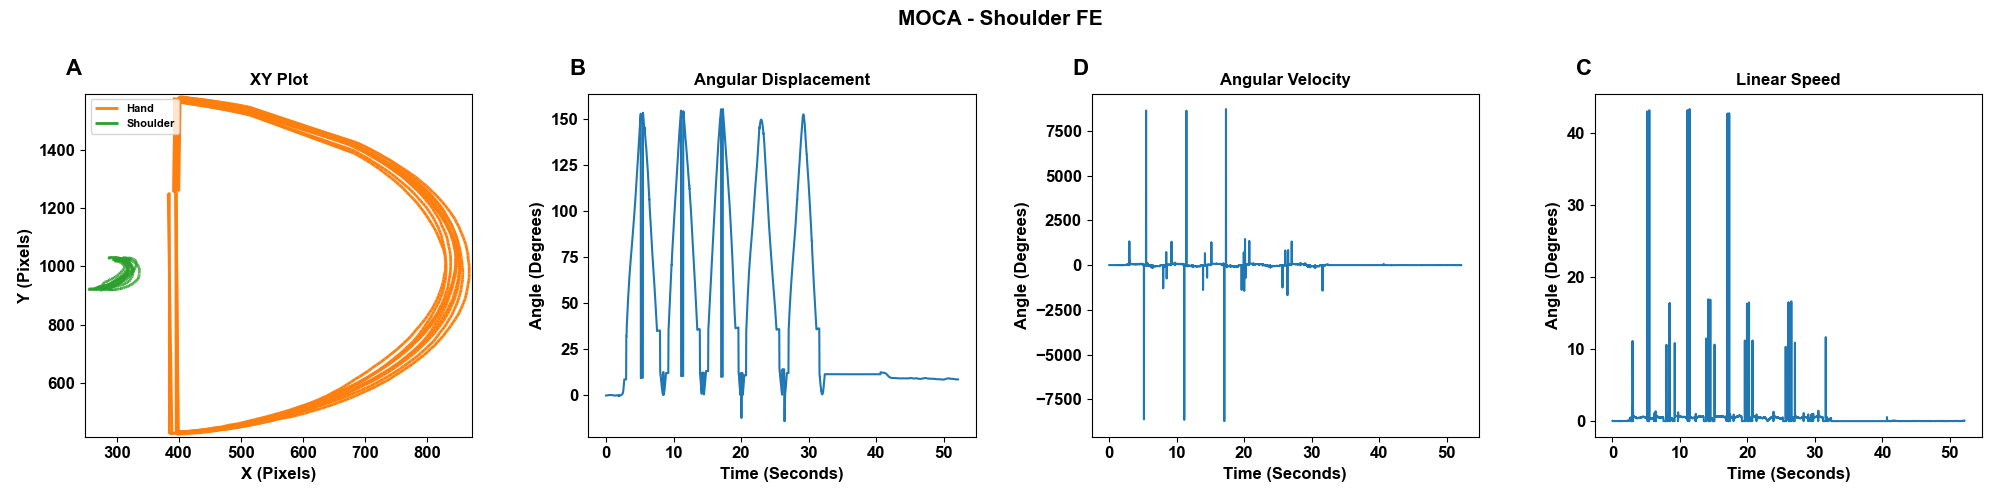 MOCA - Shoulder FE
A
XY Plot
Hand
Shoulder
1400
1200
1000
800
600
Y (Pixels)
300 400 500 600 700 800
X (Pixels)
B
Angular Displacement
150
125
100
75
50
25
0
Angle (Degrees)
0 10 20 30 40 50
Time (Seconds)
D
Angular Velocity
7500
5000
2500
0
−2500
−5000
−7500
Angle (Degrees)
0 10 20 30 40 50
Time (Seconds)
C
Linear Speed
40
30
20
10
0
Angle (Degrees)
0 10 20 30 40 50
Time (Seconds)